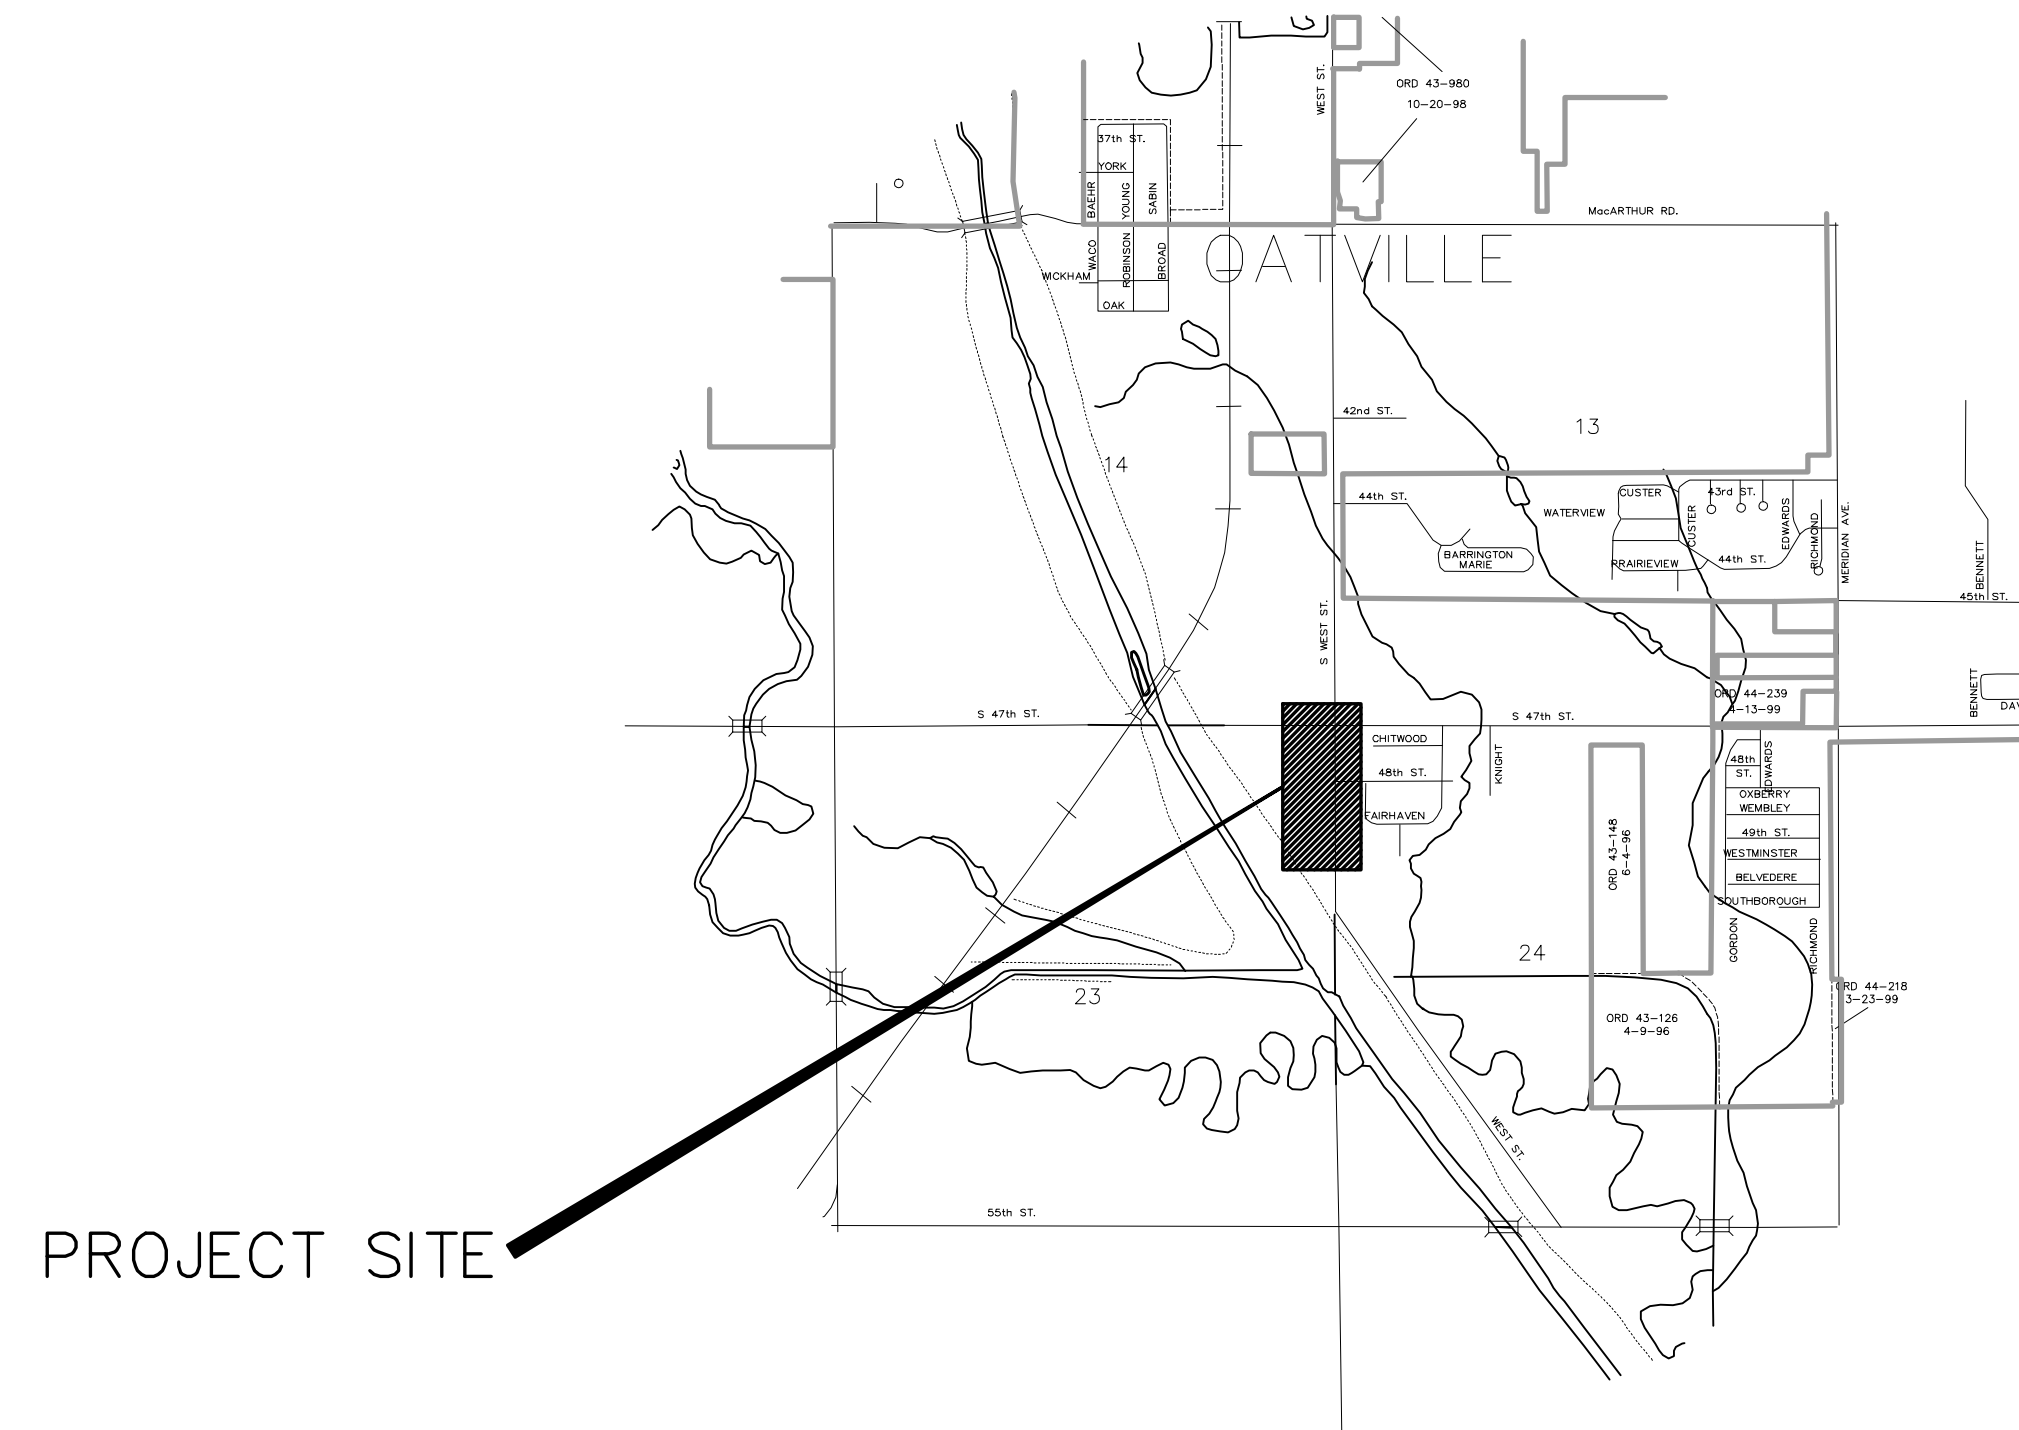 ORD 43-980
10-20-98
WEST ST.
37th ST.
YORK
BAEHR
YOUNG
SABIN
MacARTHUR RD.
OATVILLE
WACO
ROBINSON
BROAD
WICKHAM
OAK
42nd ST.
13
14
44th ST.
CUSTER
43rd ST.
WATERVIEW
CUSTER
EDWARDS
RICHMOND
MERIDIAN AVE.
BARRINGTON
MARIE
PRAIRIEVIEW
44th ST.
BENNETT
45th ST.
S WEST ST.
BENNETT
ORD 44-239
4-13-99
DAV
S 47th ST.
S 47th ST.
CHITWOOD
KNIGHT
48th ST.
FAIRHAVEN
48th
ST.
EDWARDS
OXBERRY
WEMBLEY
49th ST.
WESTMINSTER
BELVEDERE
SOUTHBOROUGH
ORD 43-148
6-4-96
GORDON
RICHMOND
24
23
ORD 44-218
3-23-99
ORD 43-126
4-9-96
WEST ST.
55th ST.
PROJECT SITE